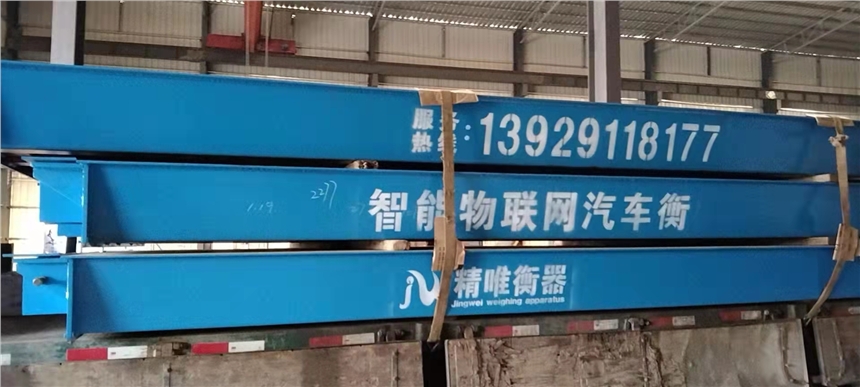 服务
热线:
13929118177
2237
智能物联网汽车衡
精唯衡器
Jingwei weighing apparatus